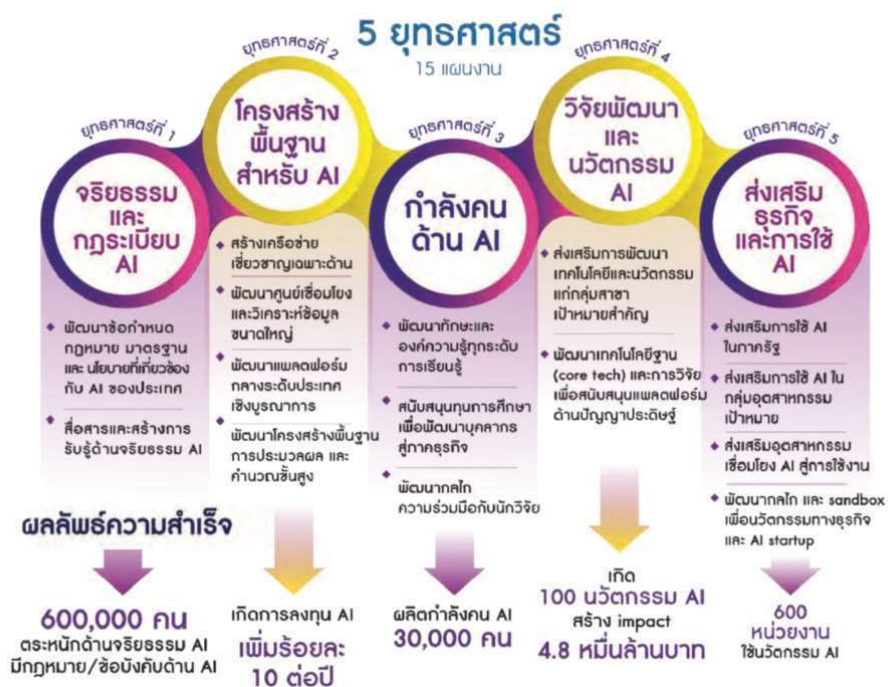 5 ยุทธศาสตร์
15 แผนงาน
ยุทธศาสตร์ที่ 1
จริยธรรม
และ
กฎระเบียบ
AI
พัฒนาข้อกำหนด
กฎหมาย มาตรฐาน
และ นโยบายที่เกี่ยวข้อง
กับ AI ของประเทศ
สื่อสารและสร้างการ
รับรู้ด้านจริยธรรม AI
ยุทธศาสตร์ที่ 2
โครงสร้าง
พื้นฐาน
สำหรับ AI
สร้างเครือข่าย
เชี่ยวชาญเฉพาะด้าน
พัฒนาศูนย์เชื่อมโยง
และวิเคราะห์ข้อมูล
ขนาดใหญ่
พัฒนาแพลตฟอร์ม
กลางระดับประเทศ
เชิงบูรณาการ
พัฒนาโครงสร้างพื้นฐาน
การประมวลผล และ
คำนวณขั้นสูง
ยุทธศาสตร์ที่ 3
กำลังคน
ด้าน AI
พัฒนาทักษะและ
องค์ความรู้ทุกระดับ
การเรียนรู้
สนับสนุนทุนการศึกษา
เพื่อพัฒนาบุคลากร
สู่ภาคธุรกิจ
พัฒนากลไก
ความร่วมมือกับนักวิจัย
ยุทธศาสตร์ที่ 4
วิจัยพัฒนา
และ
นวัตกรรม
AI
ส่งเสริมการพัฒนา
เทคโนโลยีและนวัตกรรม
แก่กลุ่มสาขา
เป้าหมายสำคัญ
พัฒนาเทคโนโลยีฐาน
(core tech) และการวิจัย
เพื่อสนับสนุนแพลตฟอร์ม
ด้านปัญญาประดิษฐ์
ยุทธศาสตร์ที่ 5
ส่งเสริม
ธุรกิจ
และการใช้
AI
ส่งเสริมการใช้ AI
ในภาครัฐ
ส่งเสริมการใช้ AI ใน
กลุ่มอุตสาหกรรม
เป้าหมาย
ส่งเสริมอุตสาหกรรม
เชื่อมโยง AI สู่การใช้งาน
พัฒนากลไก และ sandbox
เพื่อนวัตกรรมทางธุรกิจ
และ AI startup
ผลลัพธ์ความสำเร็จ
600,000 คน
ตระหนักด้านจริยธรรม AI
มีกฎหมาย/ข้อบังคับด้าน AI
เกิดการลงทุน AI
เพิ่มร้อยละ
10 ต่อปี
ผลิตกำลังคน AI
30,000 คน
เกิด
100 นวัตกรรม AI
สร้าง impact
4.8 หมื่นล้านบาท
600
หน่วยงาน
ใช้นวัตกรรม AI